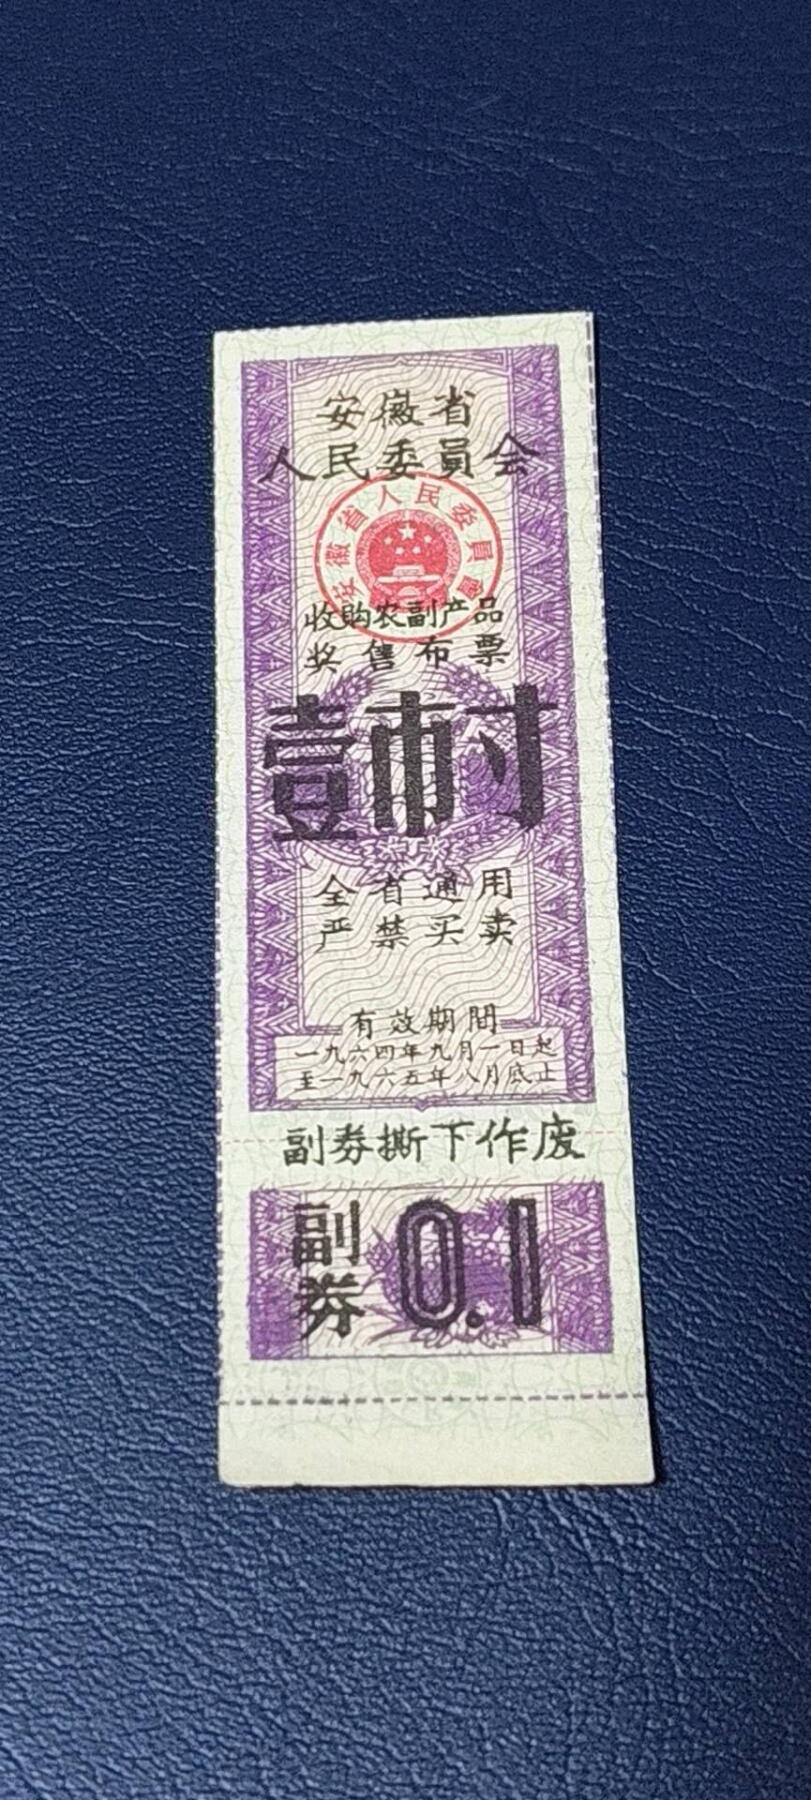 安徽省
人民委員会
安徽省人民委員會
收购农副产品
奖售布票
壹市寸
全省通用
严禁买卖
有效期間
一九六四年九月一日起
至一九六五年八月底止
副券撕下作废
副券 0.1